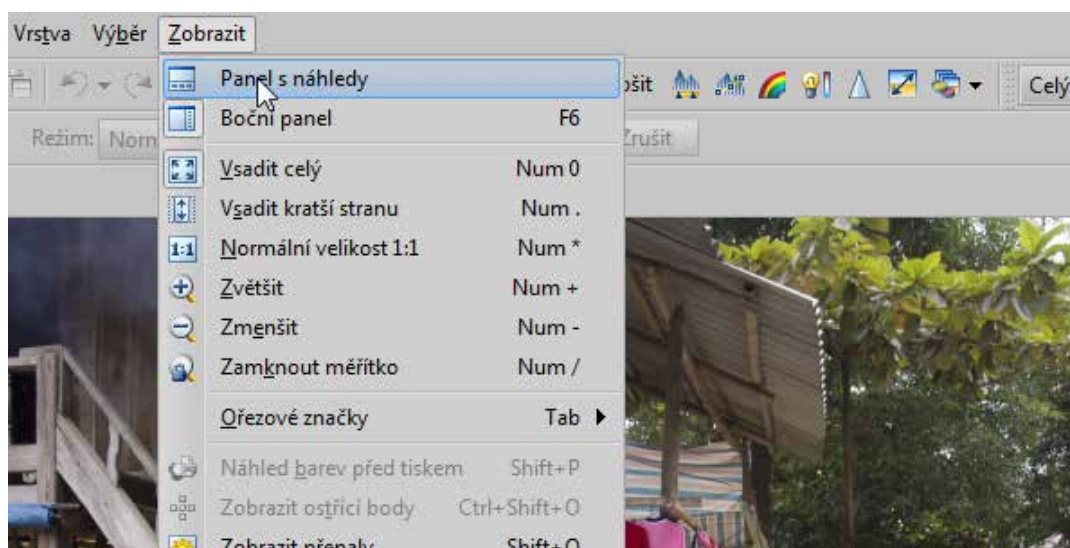 Vrstva Výběr Zobrazit
Panel s náhledy
Celý
Boční panel F6
Režim: Zrušit
Vsadit celý Num 0
Vsadit kratší stranu Num .
1:1 Normální velikost 1:1 Num *
Zvětšit Num +
Zmenšit Num -
Zamknout měřítko Num /
Ořezové značky Tab
Náhled barev před tiskem Shift+P
Zobrazit ostřící body Ctrl+Shift+O
Zobrazit přepaly Shift+O